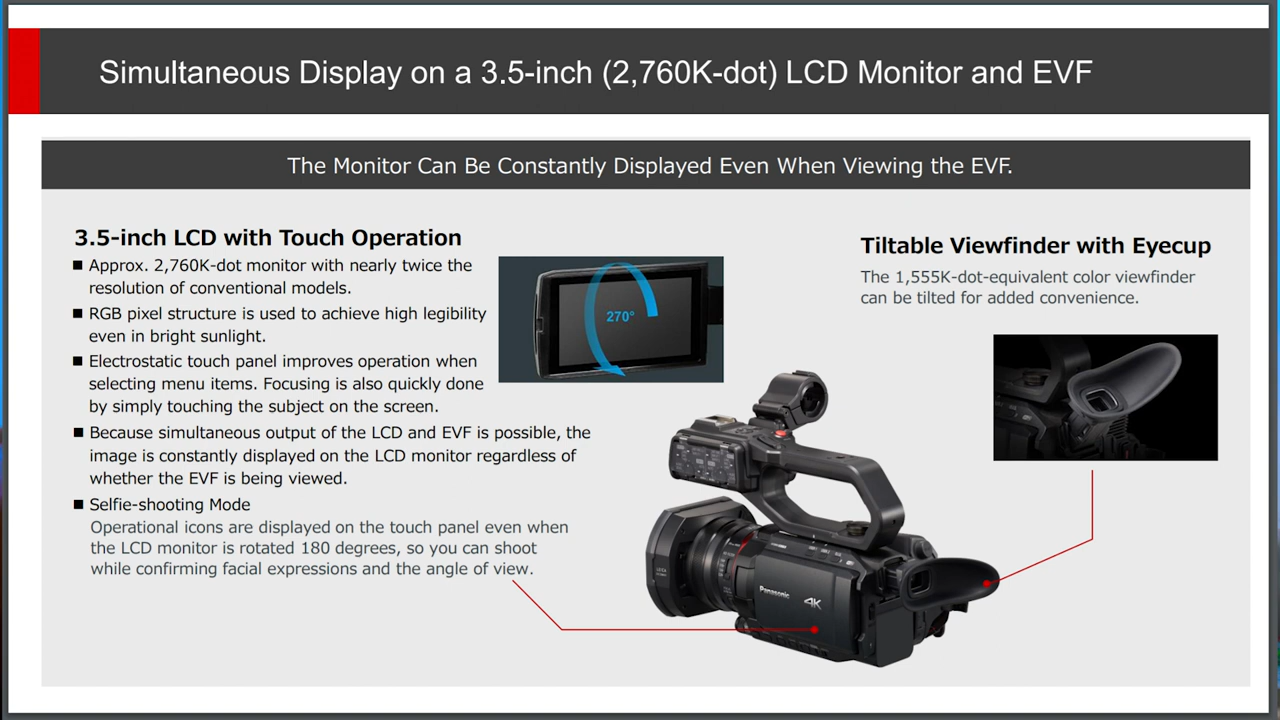 Simultaneous Display on a 3.5-inch (2,760K-dot) LCD Monitor and EVF
The Monitor Can Be Constantly Displayed Even When Viewing the EVF.
3.5-inch LCD with Touch Operation
■ Approx. 2,760K-dot monitor with nearly twice the
resolution of conventional models.
■ RGB pixel structure is used to achieve high legibility
even in bright sunlight.
■ Electrostatic touch panel improves operation when
selecting menu items. Focusing is also quickly done
by simply touching the subject on the screen.
■ Because simultaneous output of the LCD and EVF is possible, the
image is constantly displayed on the LCD monitor regardless of
whether the EVF is being viewed.
■ Selfie-shooting Mode
Operational icons are displayed on the touch panel even when
the LCD monitor is rotated 180 degrees, so you can shoot
while confirming facial expressions and the angle of view.
270°
Tiltable Viewfinder with Eyecup
The 1,555K-dot-equivalent color viewfinder
can be tilted for added convenience.
Panasonic
4K